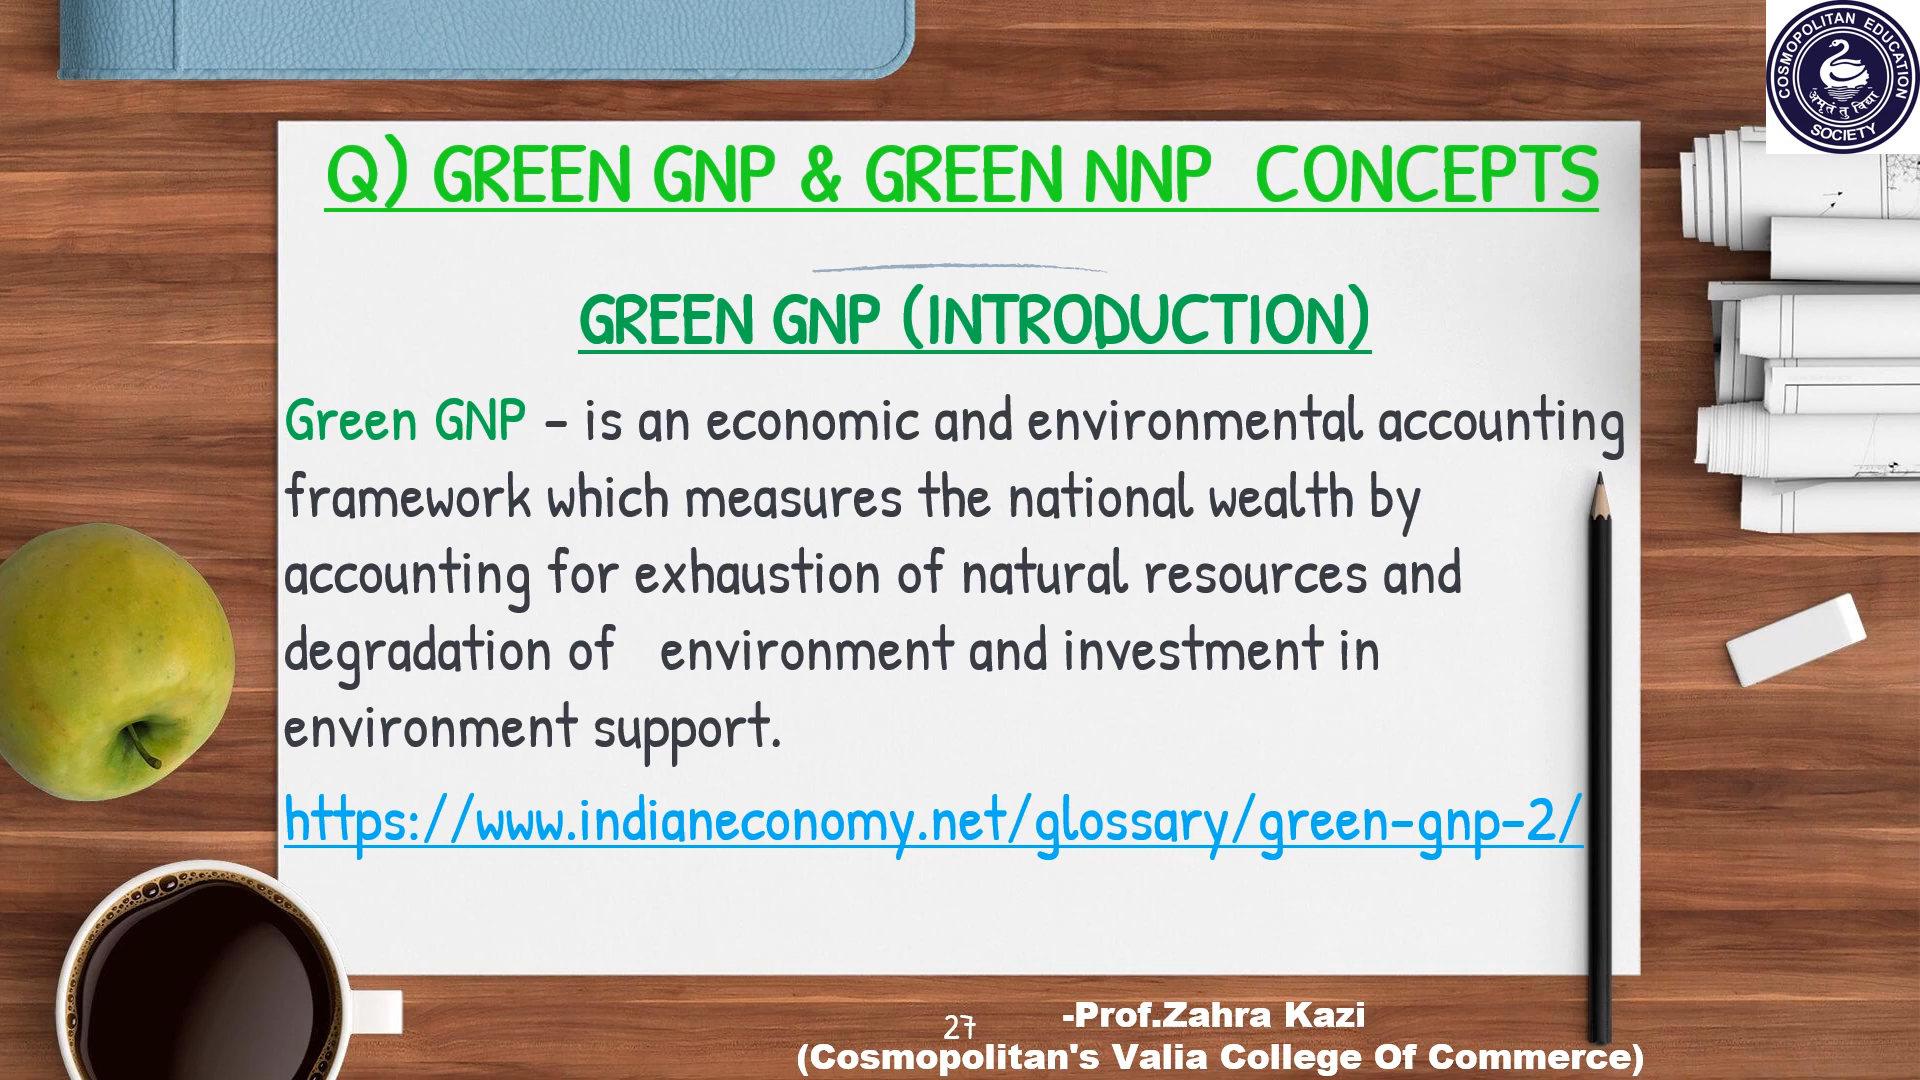 COSMOPOLITAN EDUCATION
अमृतं तु विद्या
SOCIETY
Q) GREEN GNP & GREEN NNP CONCEPTS
GREEN GNP (INTRODUCTION)
Green GNP – is an economic and environmental accounting
framework which measures the national wealth by
accounting for exhaustion of natural resources and
degradation of environment and investment in
environment support.
https://www.indianeconomy.net/glossary/green-gnp-2/
27
-Prof.Zahra Kazi
(Cosmopolitan's Valia College Of Commerce)